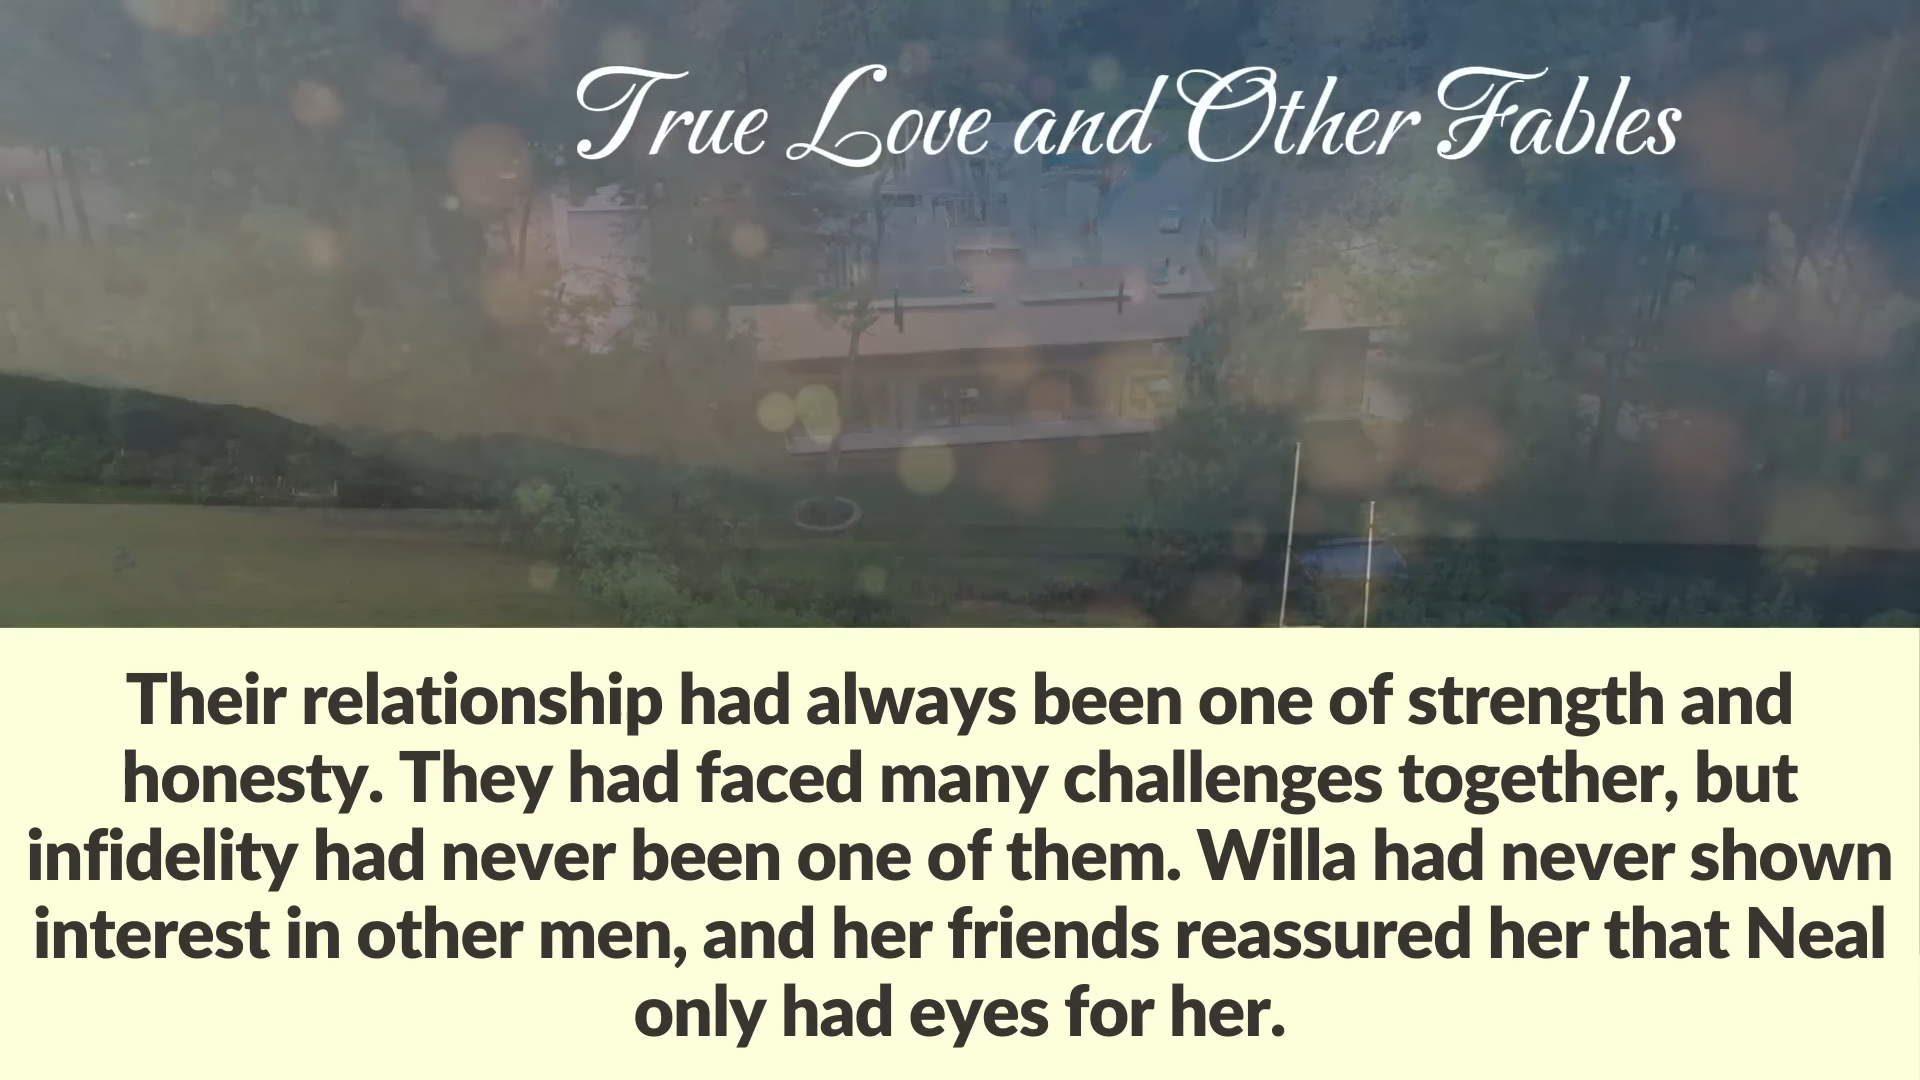 True Love and Other Fables
Their relationship had always been one of strength and
honesty. They had faced many challenges together, but
infidelity had never been one of them. Willa had never shown
interest in other men, and her friends reassured her that Neal
only had eyes for her.